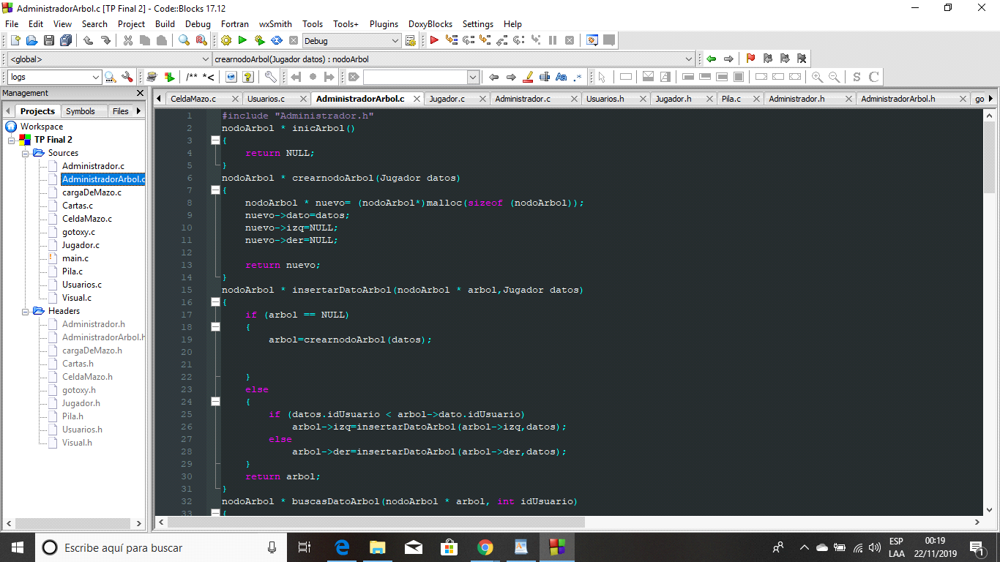 AdministradorArbol.c [TP Final 2] - Code::Blocks 17.12
File Edit View Search Project Build Debug Fortran wxSmith Tools Tools+ Plugins DoxyBlocks Settings Help
Debug
<global> crearnodoArbol(Jugador datos) : nodoArbol
logs /** *< Aa .* S C
Management
Projects Symbols Files
CeldaMazo.c Usuarios.c AdministradorArbol.c Jugador.c Administrador.c Usuarios.h Jugador.h Pila.c Administrador.h AdministradorArbol.h go
Workspace
TP Final 2
Sources
Administrador.c
AdministradorArbol.c
cargaDeMazo.c
Cartas.c
CeldaMazo.c
gotoxy.c
Jugador.c
main.c
Pila.c
Usuarios.c
Visual.c
Headers
Administrador.h
AdministradorArbol.h
cargaDeMazo.h
Cartas.h
CeldaMazo.h
gotoxy.h
Jugador.h
Pila.h
Usuarios.h
Visual.h
1 #include "Administrador.h"
2 nodoArbol * inicArbol()
3 {
4 return NULL;
5 }
6 nodoArbol * crearnodoArbol(Jugador datos)
7 {
8 nodoArbol * nuevo= (nodoArbol*)malloc(sizeof (nodoArbol));
9 nuevo->dato=datos;
10 nuevo->izq=NULL;
11 nuevo->der=NULL;
12
13 return nuevo;
14 }
15 nodoArbol * insertarDatoArbol(nodoArbol * arbol,Jugador datos)
16 {
17 if (arbol == NULL)
18 {
19 arbol=crearnodoArbol(datos);
20
21
22 }
23 else
24 {
25 if (datos.idUsuario < arbol->dato.idUsuario)
26 arbol->izq=insertarDatoArbol(arbol->izq,datos);
27 else
28 arbol->der=insertarDatoArbol(arbol->der,datos);
29 }
30 return arbol;
31 }
32 nodoArbol * buscasDatoArbol(nodoArbol * arbol, int idUsuario)
33 {
Escribe aquí para buscar
ESP
LAA
00:19
22/11/2019
1